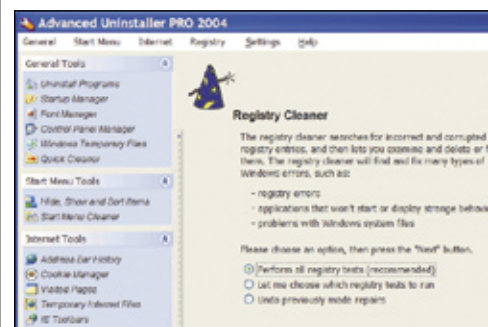 Advanced Uninstaller PRO 2004
General Start Menu Internet Registry Settings Help
General Tools
Uninstall Programs
Startup Manager
Font Manager
Control Panel Manager
Windows Temporary Files
Quick Cleaner
Start Menu Tools
Hide, Show and Sort Items
Start Menu Cleaner
Internet Tools
Address Bar History
Cookie Manager
Visited Pages
Temporary Internet Files
IE Toolbars
Registry Cleaner
The registry cleaner searches for incorrect and corrupted
registry entries, and then lets you examine and delete or f
them. The registry cleaner will find and fix many types of
Windows errors, such as:
- registry errors
- applications that won't start or display strange behavio
- problems with Windows system files
Please choose an option, then press the "Next" button.
Perform all registry tests (recommended)
Let me choose which registry tests to run
Undo previously made repairs